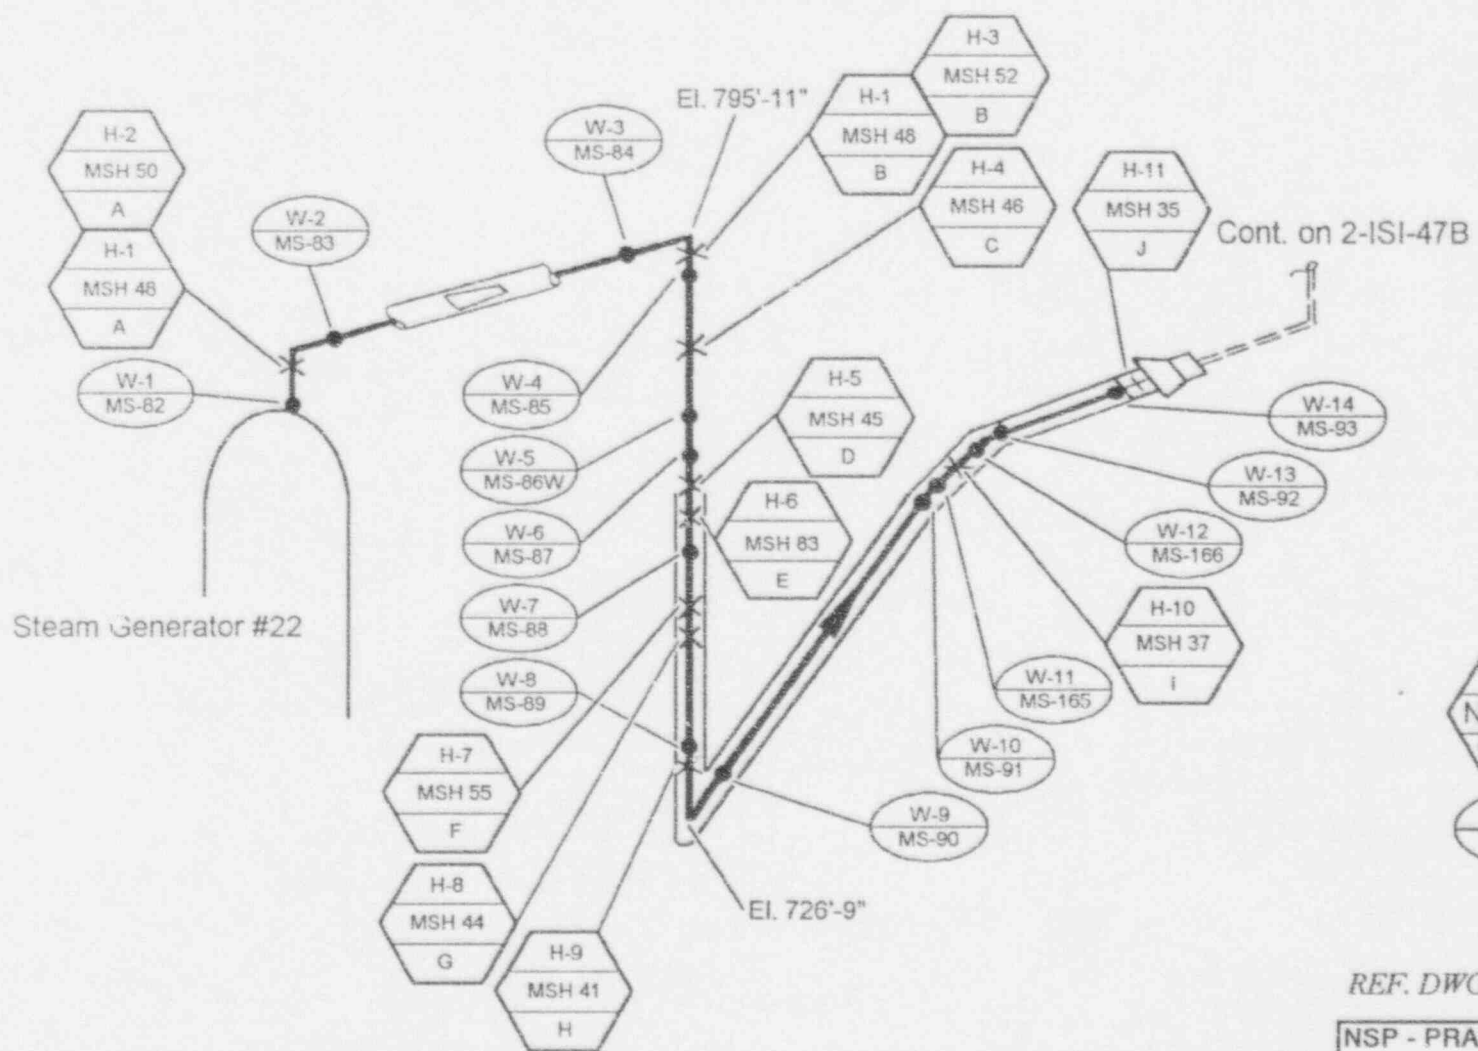 H-3
MSH 52
B
H-1
MSH 48
B
El. 795'-11"
W-3
MS-84
H-2
MSH 50
A
H-4
MSH 46
C
H-11
MSH 35
J
Cont. on 2-ISI-47B
W-2
MS-83
H-1
MSH 48
A
W-1
MS-82
W-4
MS-85
H-5
MSH 45
D
W-14
MS-93
W-5
MS-86W
W-13
MS-92
H-6
MSH 83
E
W-6
MS-87
W-12
MS-166
W-7
MS-88
H-10
MSH 37
I
Steam Generator #22
W-8
MS-89
W-11
MS-165
W-10
MS-91
H-7
MSH 55
F
W-9
MS-90
H-8
MSH 44
G
El. 726'-9"
H-9
MSH 41
H
REF. DW
NSP - PRA